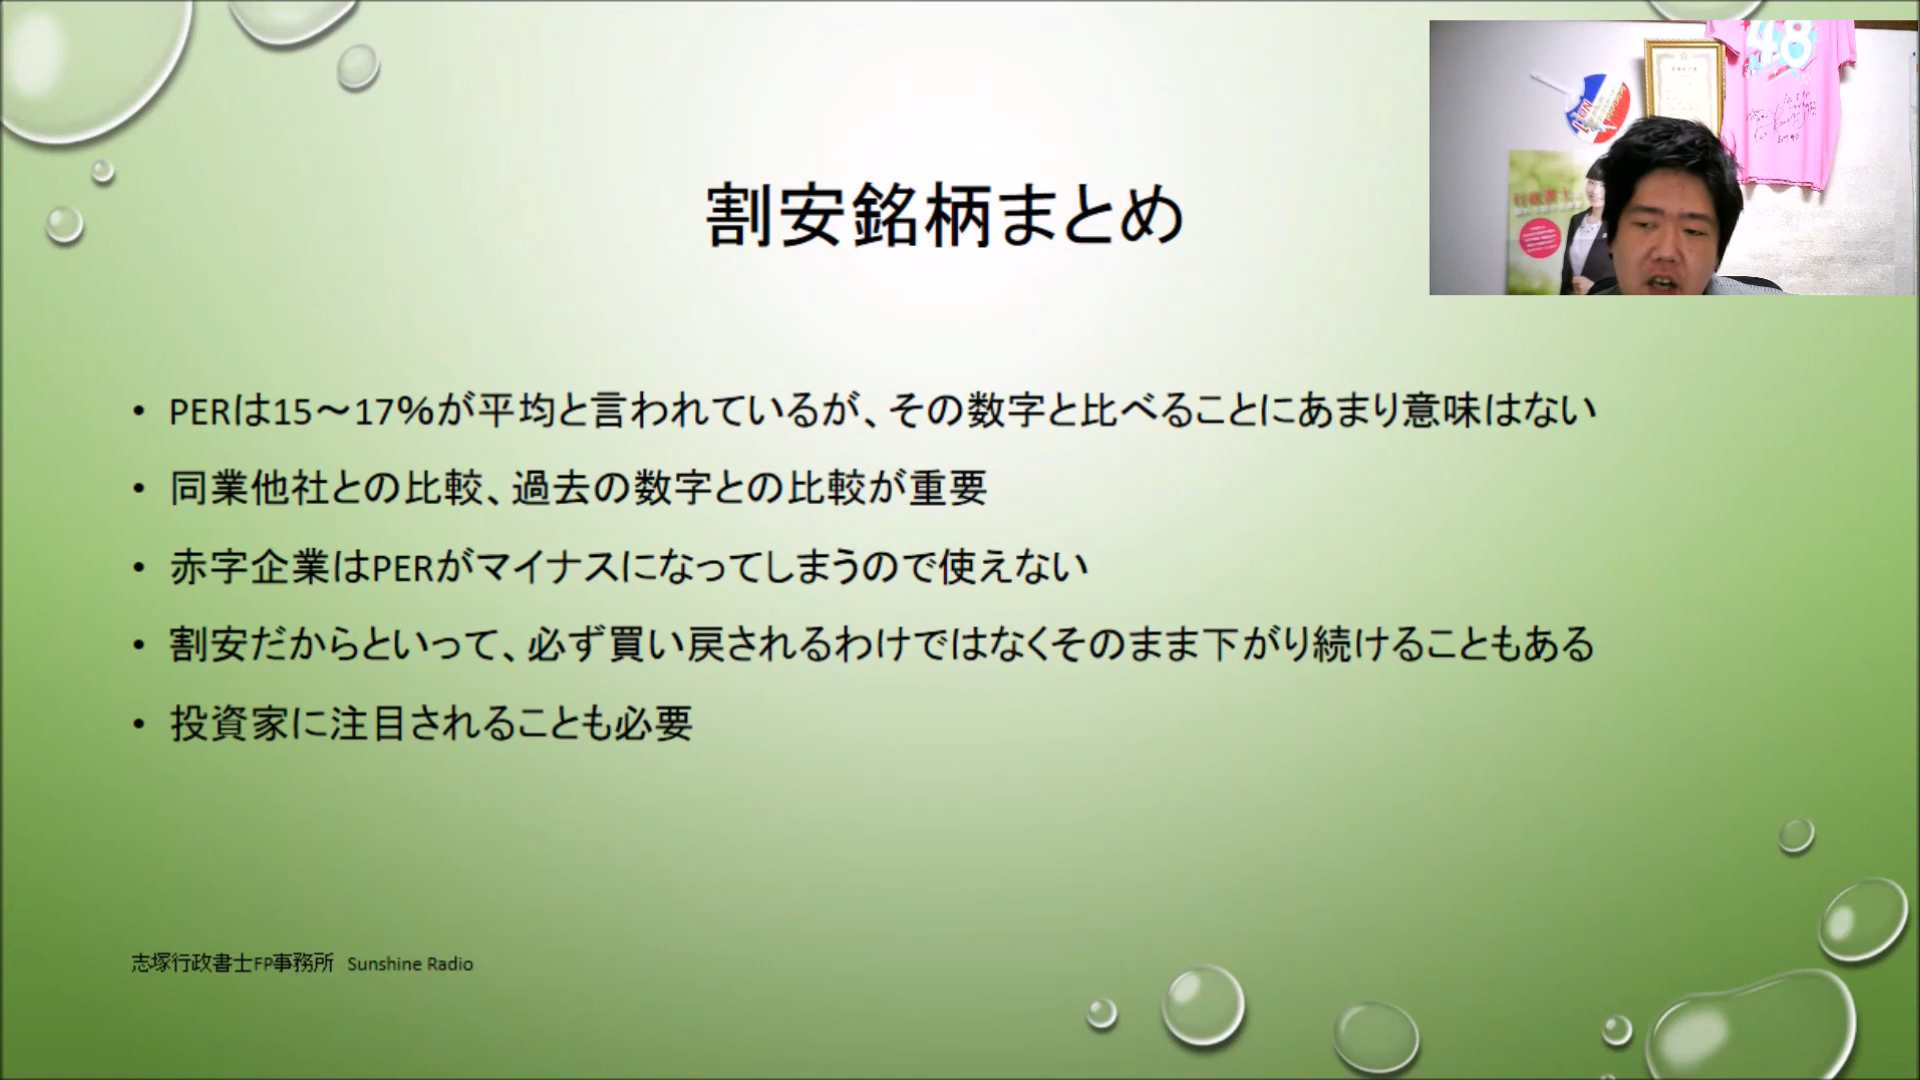 割安銘柄まとめ
• PERは15～17％が平均と言われているが、その数字と比べることにあまり意味はない
• 同業他社との比較、過去の数字との比較が重要
• 赤字企業はPERがマイナスになってしまうので使えない
• 割安だからといって、必ず買い戻されるわけではなくそのまま下がり続けることもある
• 投資家に注目されることも必要
志塚行政書士FP事務所 Sunshine Radio
48
行政書士